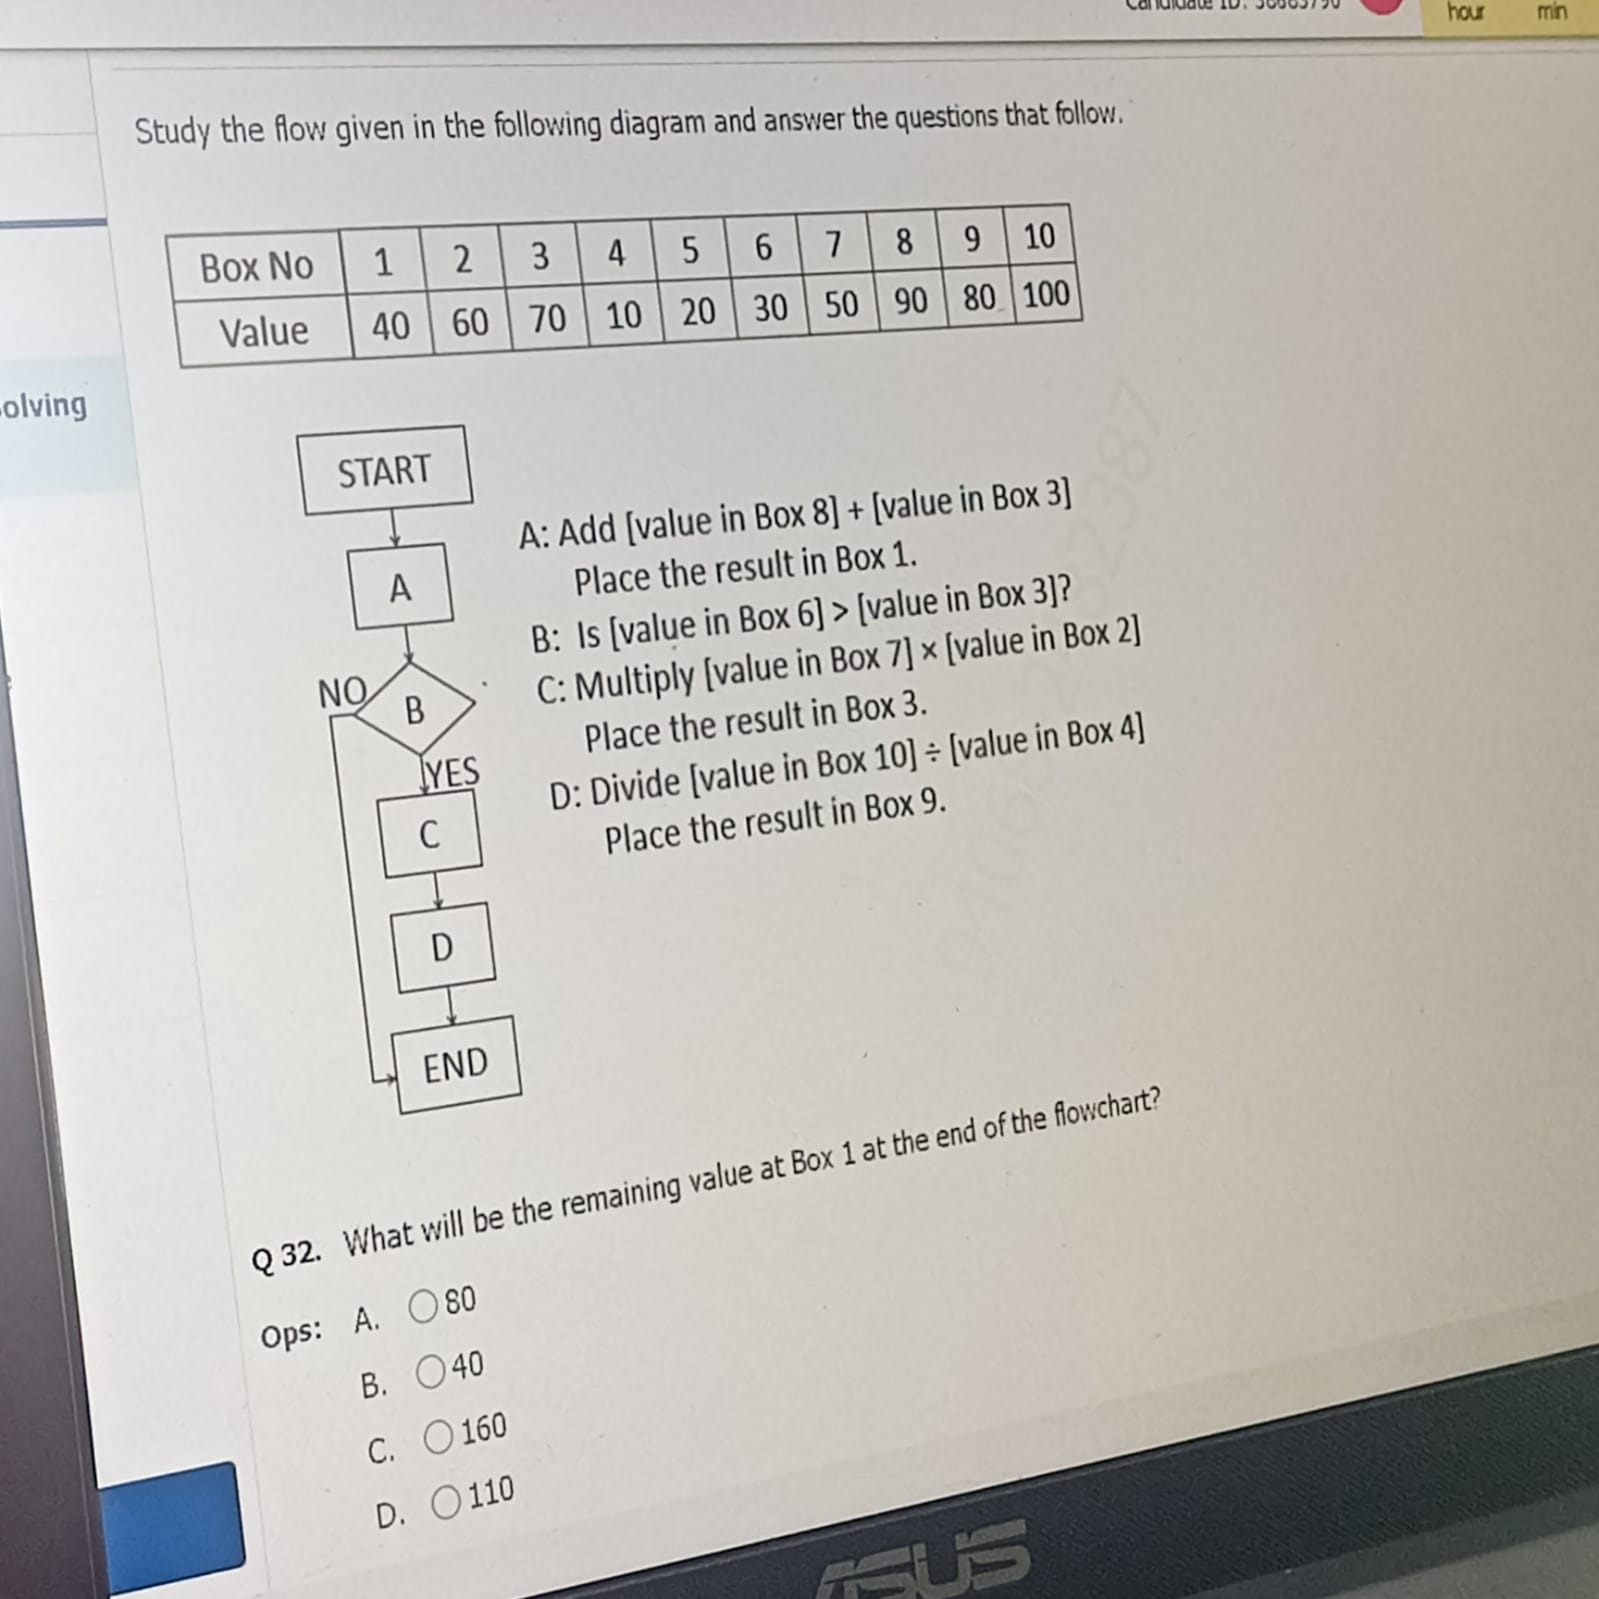 hour min
Study the flow given in the following diagram and answer the questions that follow.
Box No 1 2 3 4 5 6 7 8 9 10
Value 40 60 70 10 20 30 50 90 80 100
olving
START
A
NO
B
YES
C
D
END
A: Add [value in Box 8] + [value in Box 3]
Place the result in Box 1.
B: Is [value in Box 6] > [value in Box 3]?
C: Multiply [value in Box 7] × [value in Box 2]
Place the result in Box 3.
D: Divide [value in Box 10] ÷ [value in Box 4]
Place the result in Box 9.
Q 32. What will be the remaining value at Box 1 at the end of the flowchart?
Ops: A. 80
B. 40
C. 160
D. 110
ASUS